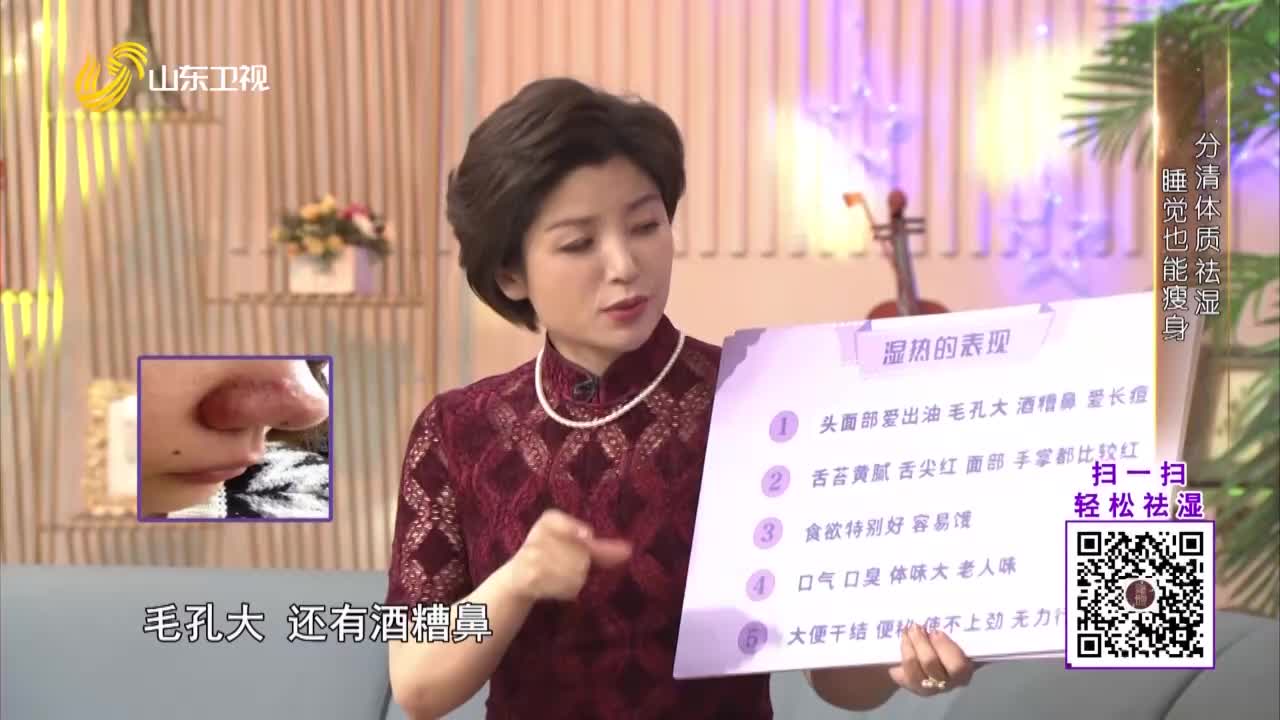 山东卫视
分清体质祛湿
睡觉也能瘦身
湿热的表现
1 头面部爱出油 毛孔大 酒糟鼻 爱长痘
2 舌苔黄腻 舌尖红 面部 手掌都比较红
3 食欲特别好 容易饿
4 口气 口臭 体味大 老人味
5 大便干结 便秘 使不上劲 无力
扫一扫
轻松祛湿
毛孔大 还有酒糟鼻